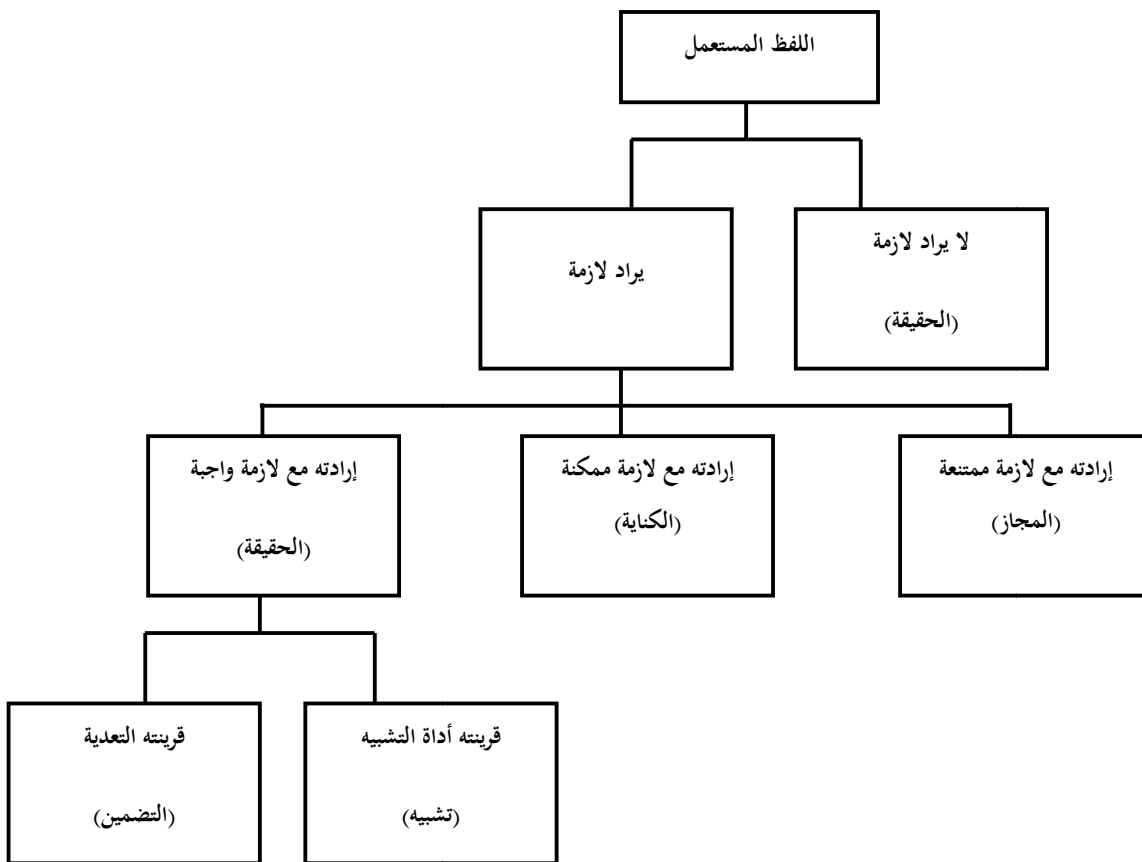 اللفظ المستعمل
لا يراد لازمة
(الحقيقة)
يراد لازمة
إرادته مع لازمة ممتنعة
(المجاز)
إرادته مع لازمة ممكنة
(الكناية)
إرادته مع لازمة واجبة
(الحقيقة)
قرينته أداة التشبيه
(تشبيه)
قرينته التعدية
(التضمين)